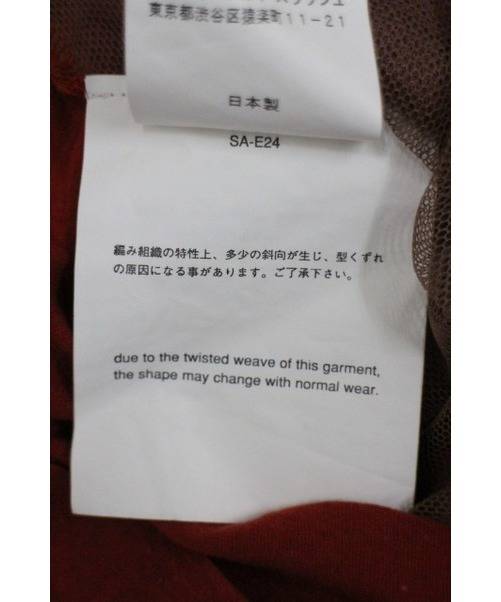 東京都渋谷区猿楽町11-21
日本製
SA-E24
編み組織の特性上、多少の斜向が生じ、型くずれ
の原因になる事があります。ご了承下さい。
due to the twisted weave of this garment,
the shape may change with normal wear.